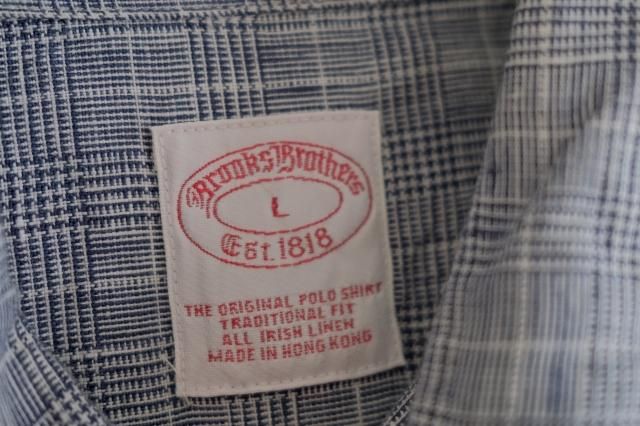 Brooks Brothers
L
Est. 1818
THE ORIGINAL POLO SHIRT
TRADITIONAL FIT
ALL IRISH LINEN
MADE IN HONG KONG